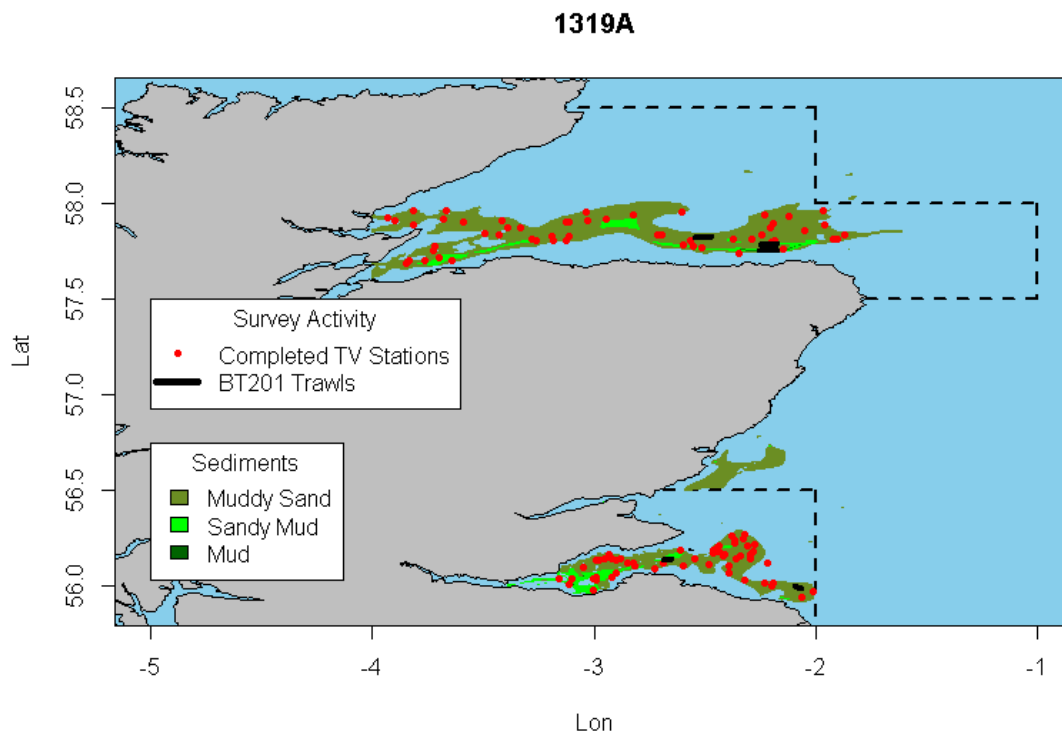 1319A
58.5
58.0
57.5
57.0
56.5
56.0
Lat
Survey Activity
Completed TV Stations
BT201 Trawls
Sediments
Muddy Sand
Sandy Mud
Mud
-5 -4 -3 -2 -1
Lon